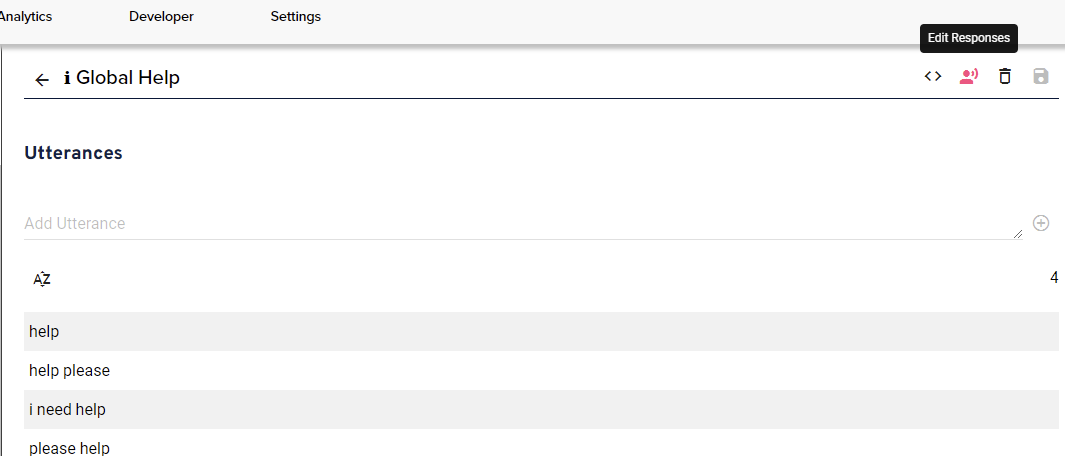 Analytics Developer Settings
Edit Responses
i Global Help
Utterances
Add Utterance
AZ
4
help
help please
i need help
please help